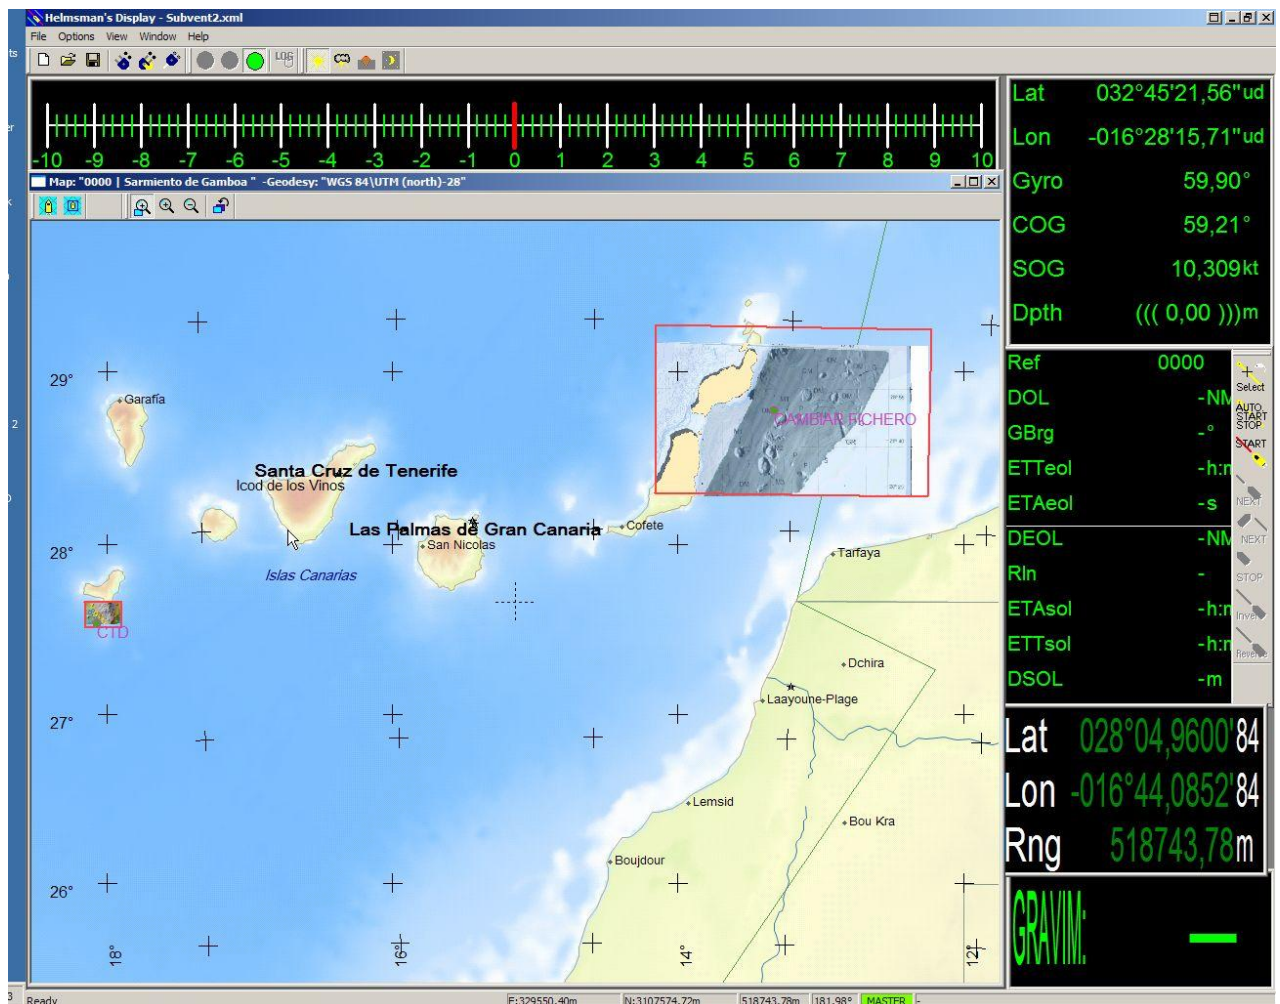 Helmsman's Display - Subvent2.xml
File Options View Window Help
LOG
-10 -9 -8 -7 -6 -5 -4 -3 -2 -1 0 1 2 3 4 5 6 7 8 9 10
Map: "0000 | Sarmiento de Gamboa " -Geodesy: "WGS 84\UTM (north)-28"
29°
Garafía
CAMBIAR FICHERO
Santa Cruz de Tenerife
Icod de los Vinos
Las Palmas de Gran Canaria
Cofete
28°
San Nicolas
Tarfaya
Islas Canarias
CTD
Dchira
Laayoune-Plage
27°
Lemsid
Bou Kra
Boujdour
26°
18° 16° 14° 12°
Lat 032°45'21,56"ud
Lon -016°28'15,71"ud
Gyro 59,90°
COG 59,21°
SOG 10,309kt
Dpth ((( 0,00 )))m
Ref 0000
DOL -NM
GBrg -°
ETTeol -h:m
ETAeol -s
DEOL -NM
Rln -
ETAsol -h:m
ETTsol -h:m
DSOL -m
Select
AUTO
START
STOP
START
NEXT
NEXT
STOP
Invert
Reverse
Lat 028°04,9600'84
Lon -016°44,0852'84
Rng 518743,78m
GRAVIM:
Ready E:329550.40m N:3107574.72m 518743.78m 181.98° MASTER -